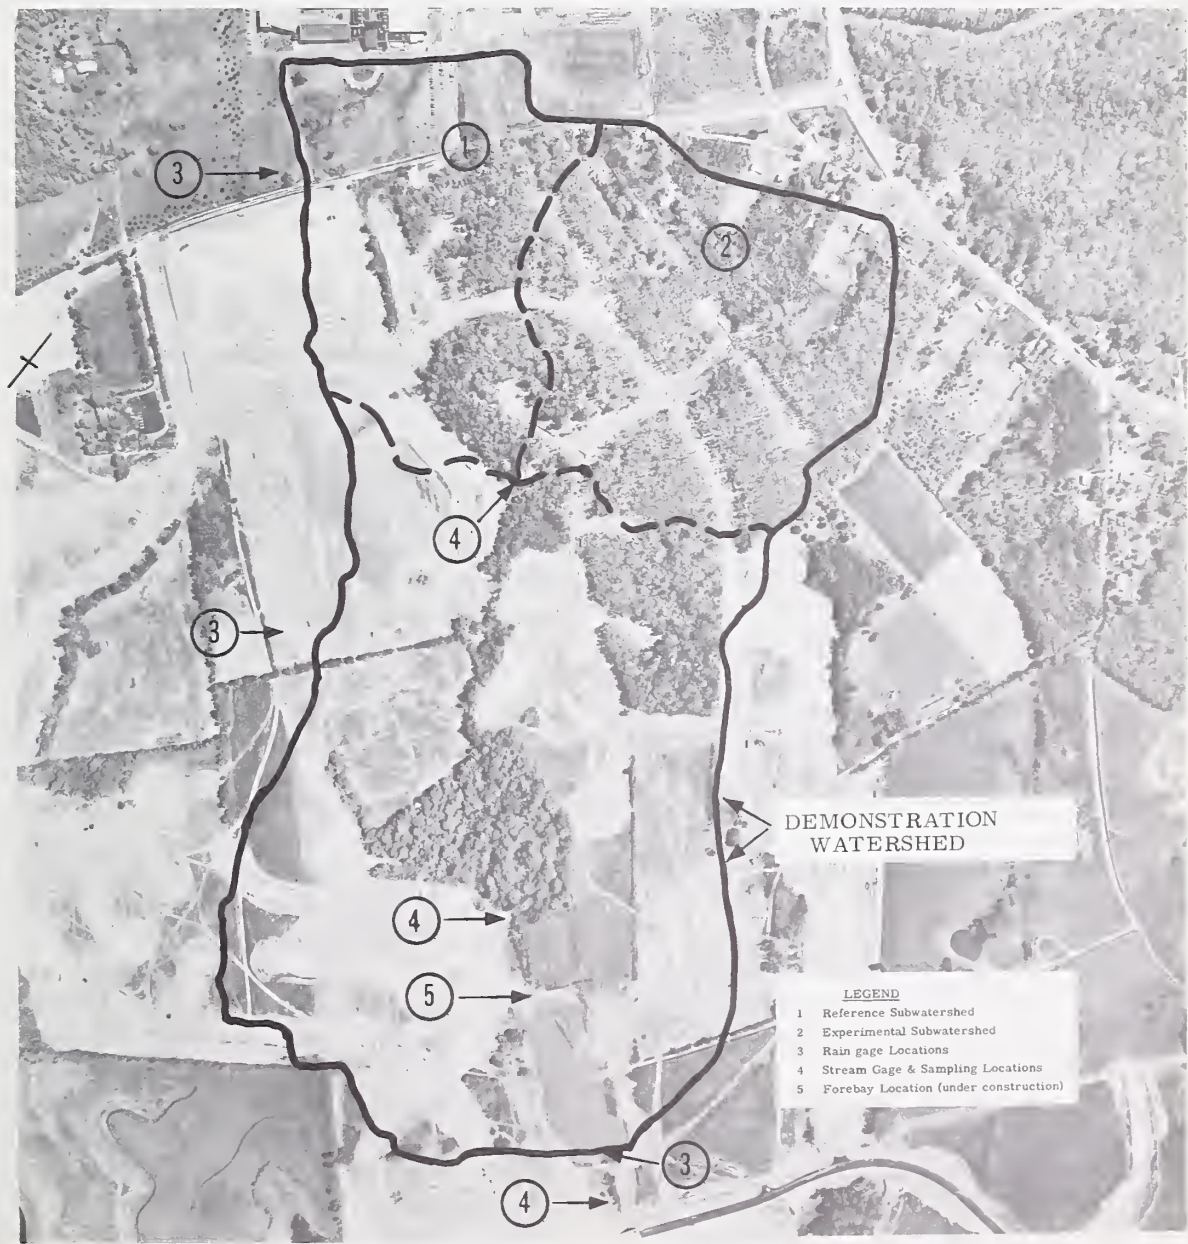 1
3
2
4
3
DEMONSTRATION
WATERSHED
4
5
LEGEND
1 Reference Subwatershed
2 Experimental Subwatershed
3 Rain gage Locations
4 Stream Gage & Sampling Locations
5 Forebay Location (under construction)
3
4